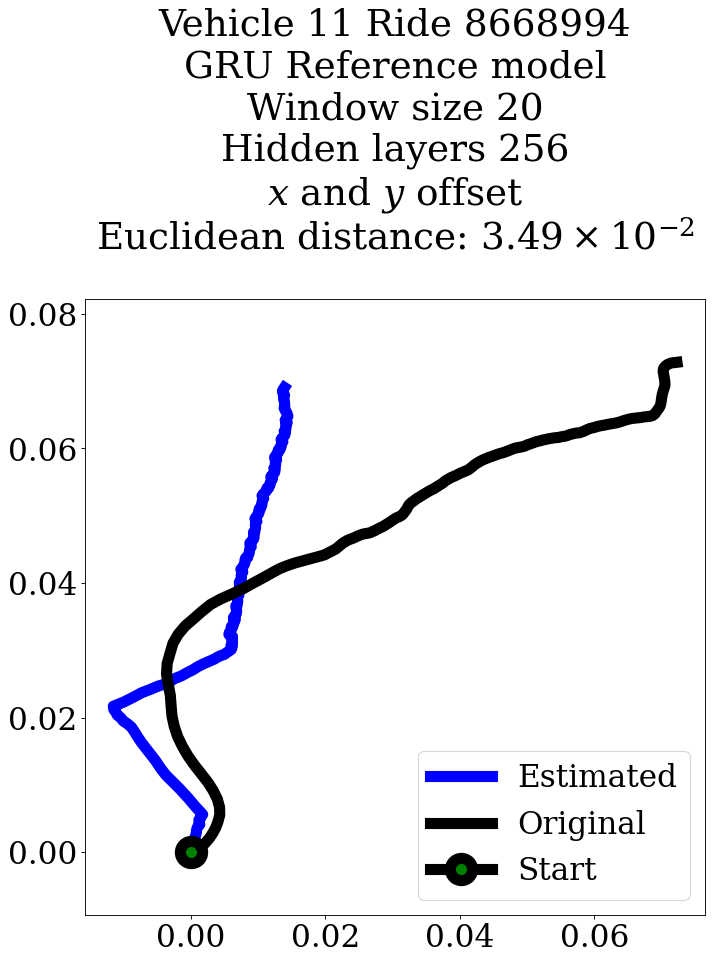 Vehicle 11 Ride 8668994
GRU Reference model
Window size 20
Hidden layers 256
x and y offset
Euclidean distance: 3.49 × 10⁻²
0.08
0.06
0.04
0.02
0.00
Estimated
Original
Start
0.00 0.02 0.04 0.06